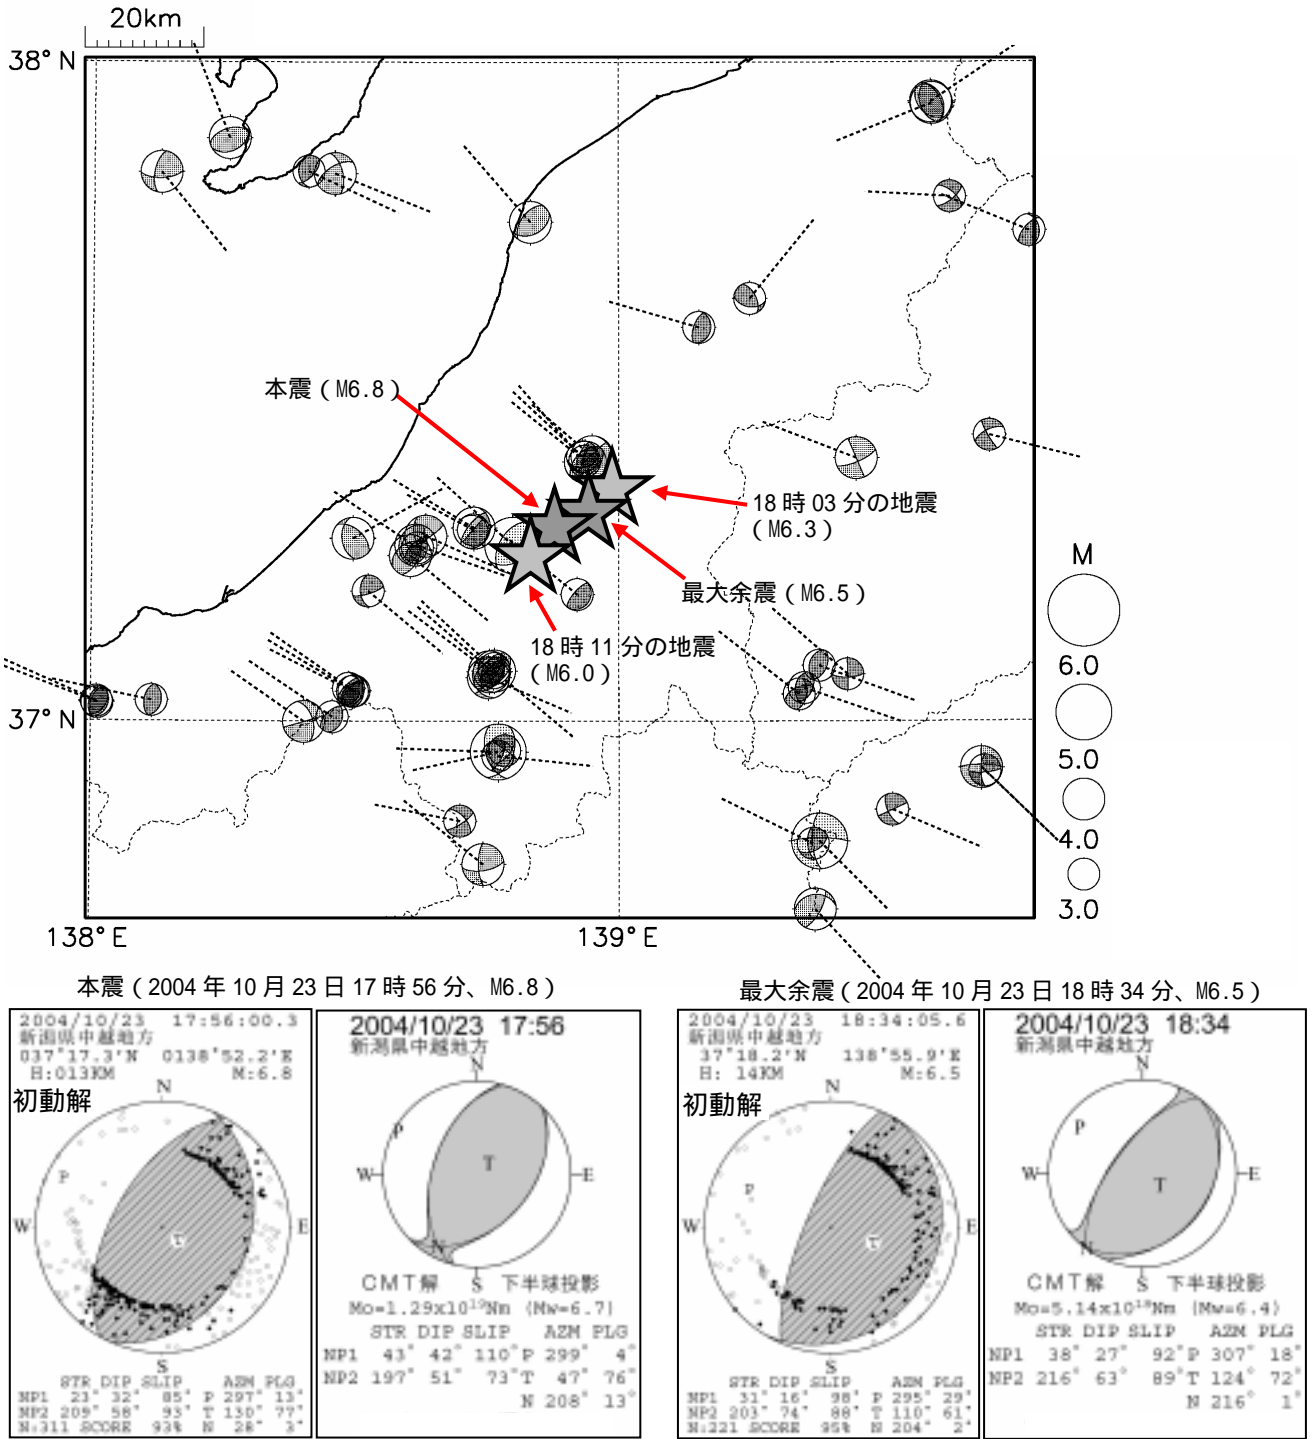 20km
38°N
本震（M6.8）
18時03分の地震
（M6.3）
最大余震（M6.5）
18時11分の地震
（M6.0）
M
6.0
5.0
4.0
3.0
37°N
138°E
139°E
本震（2004年10月23日17時56分、M6.8）
2004/10/23 17:56:00.3
新潟県中越地方
037°17.3'N 0138°52.2'E
H:013KM M:6.8
初動解
N
P
W
E
T
S
STR DIP SLIP AZM PLG
NP1 23° 32° 85° P 297° 13°
NP2 209° 58° 93° T 130° 77°
N:311 SCORE 93% N 28° 3°
2004/10/23 17:56
新潟県中越地方
N
P
W
T
E
N
S
CMT解 下半球投影
Mo=1.29x10¹⁹Nm (Mw=6.7)
STR DIP SLIP AZM PLG
NP1 43° 42° 110° P 299° 4°
NP2 197° 51° 73° T 47° 76°
N 208° 13°
最大余震（2004年10月23日18時34分、M6.5）
2004/10/23 18:34:05.6
新潟県中越地方
37°18.2'N 138°55.9'E
H: 14KM M:6.5
初動解
N
P
W
E
T
S
STR DIP SLIP AZM PLG
NP1 31° 16° 98° P 295° 29°
NP2 203° 74° 88° T 110° 61°
N:221 SCORE 95% N 204° 2°
2004/10/23 18:34
新潟県中越地方
N
P
W
E
T
N
S
CMT解 下半球投影
Mo=5.14x10¹⁸Nm (Mw=6.4)
STR DIP SLIP AZM PLG
NP1 38° 27° 92° P 307° 18°
NP2 216° 63° 89° T 124° 72°
N 216° 1°